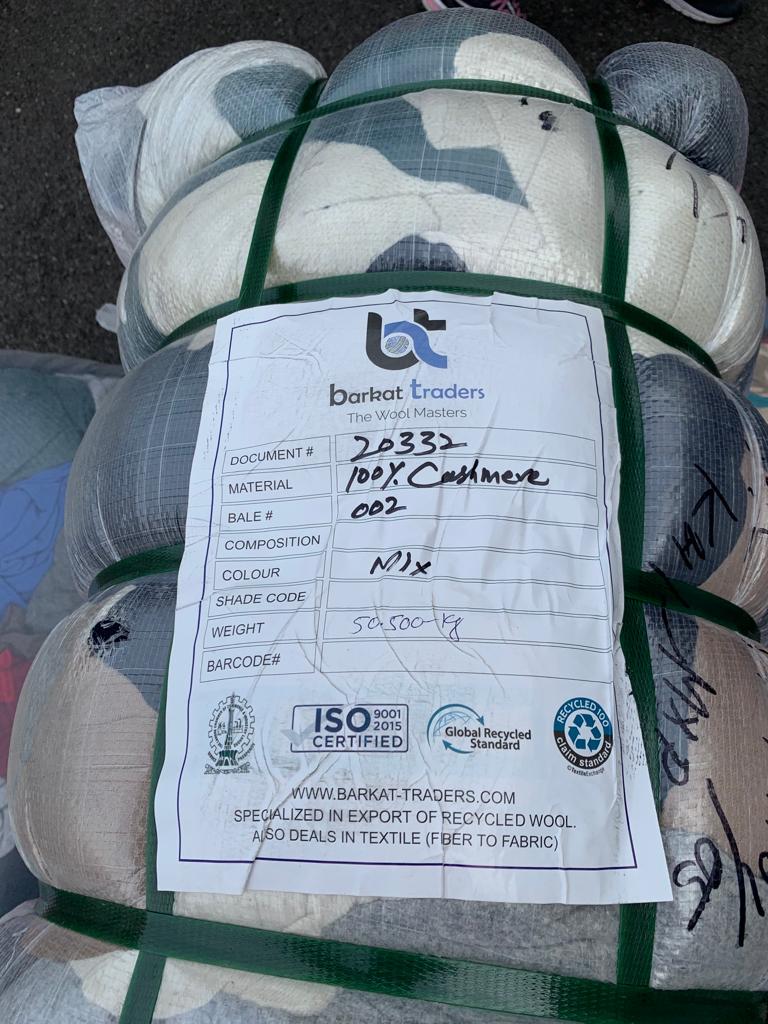 bt
barkat traders
The Wool Masters
DOCUMENT # 20332
MATERIAL 100% Cashmere
BALE # 002
COMPOSITION
COLOUR Mix
SHADE CODE
WEIGHT 50.500 Kg
BARCODE#
ISO 9001 2015 CERTIFIED
Global Recycled Standard
RECYCLED 100 claim standard
©TextileExchange
WWW.BARKAT-TRADERS.COM
SPECIALIZED IN EXPORT OF RECYCLED WOOL.
ALSO DEALS IN TEXTILE (FIBER TO FABRIC)